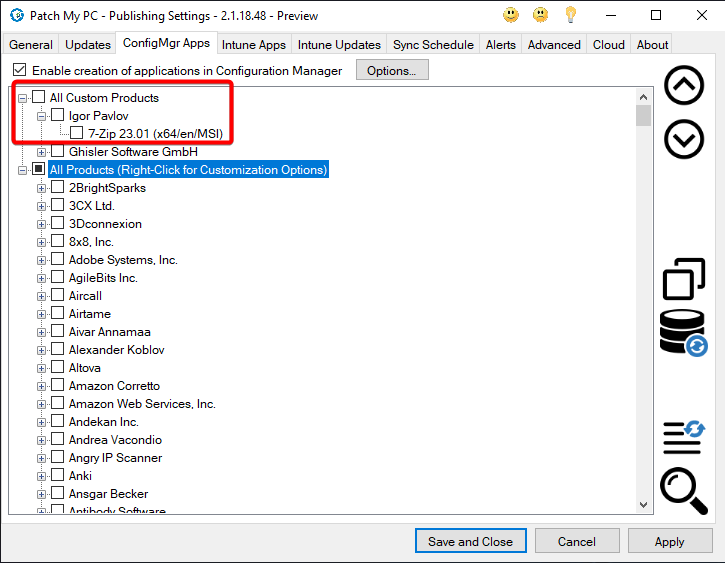 Patch My PC - Publishing Settings - 2.1.18.48 - Preview
General Updates ConfigMgr Apps Intune Apps Intune Updates Sync Schedule Alerts Advanced Cloud About
Enable creation of applications in Configuration Manager Options...
All Custom Products
Igor Pavlov
7-Zip 23.01 (x64/en/MSI)
Ghisler Software GmbH
All Products (Right-Click for Customization Options)
2BrightSparks
3CX Ltd.
3Dconnexion
8x8, Inc.
Adobe Systems, Inc.
AgileBits Inc.
Aircall
Airtame
Aivar Annamaa
Alexander Koblov
Altova
Amazon Corretto
Amazon Web Services, Inc.
Andekan Inc.
Andrea Vacondio
Angry IP Scanner
Anki
Ansgar Becker
Antibody Software
Save and Close Cancel Apply